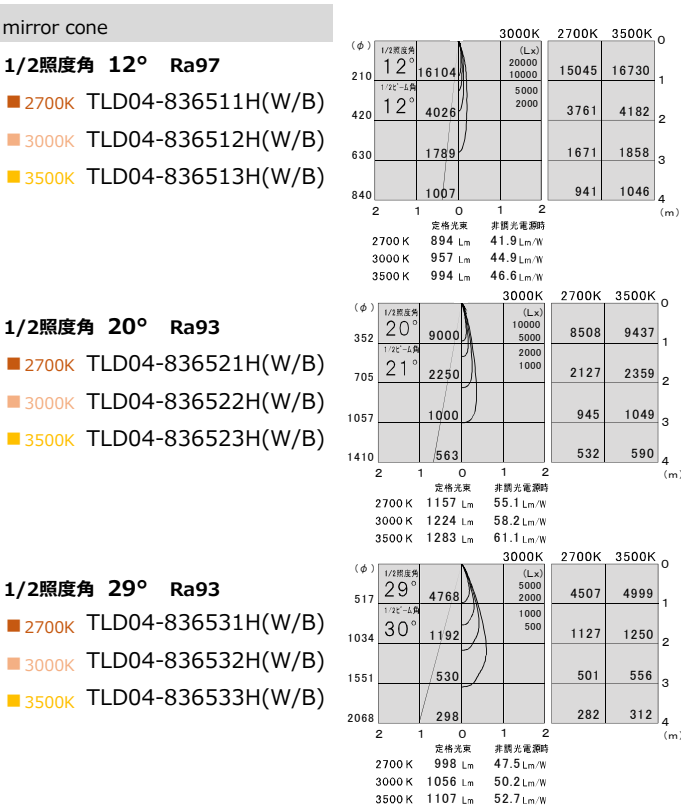 mirror cone
1/2照度角 12° Ra97
2700K TLD04-836511H(W/B)
3000K TLD04-836512H(W/B)
3500K TLD04-836513H(W/B)
3000K 2700K 3500K
(φ) 1/2照度角 (Lx) 0
12° 20000
210 16104 10000 15045 16730 1
1/2ビーム角 5000
12° 2000
420 4026 3761 4182 2
630 1789 1671 1858 3
840 1007 941 1046 4
2 1 0 1 2 (m)
定格光束 非調光電源時
2700K 894 Lm 41.9 Lm/W
3000K 957 Lm 44.9 Lm/W
3500K 994 Lm 46.6 Lm/W
1/2照度角 20° Ra93
2700K TLD04-836521H(W/B)
3000K TLD04-836522H(W/B)
3500K TLD04-836523H(W/B)
3000K 2700K 3500K
(φ) 1/2照度角 (Lx) 0
20° 10000
352 9000 5000 8508 9437 1
1/2ビーム角 2000
21° 1000
705 2250 2127 2359 2
1057 1000 945 1049 3
1410 563 532 590 4
2 1 0 1 2 (m)
定格光束 非調光電源時
2700K 1157 Lm 55.1 Lm/W
3000K 1224 Lm 58.2 Lm/W
3500K 1283 Lm 61.1 Lm/W
1/2照度角 29° Ra93
2700K TLD04-836531H(W/B)
3000K TLD04-836532H(W/B)
3500K TLD04-836533H(W/B)
3000K 2700K 3500K
(φ) 1/2照度角 (Lx) 0
29° 5000
517 4768 2000 4507 4999 1
1/2ビーム角 1000
30° 500
1034 1192 1127 1250 2
1551 530 501 556 3
2068 298 282 312 4
2 1 0 1 2 (m)
定格光束 非調光電源時
2700K 998 Lm 47.5 Lm/W
3000K 1056 Lm 50.2 Lm/W
3500K 1107 Lm 52.7 Lm/W